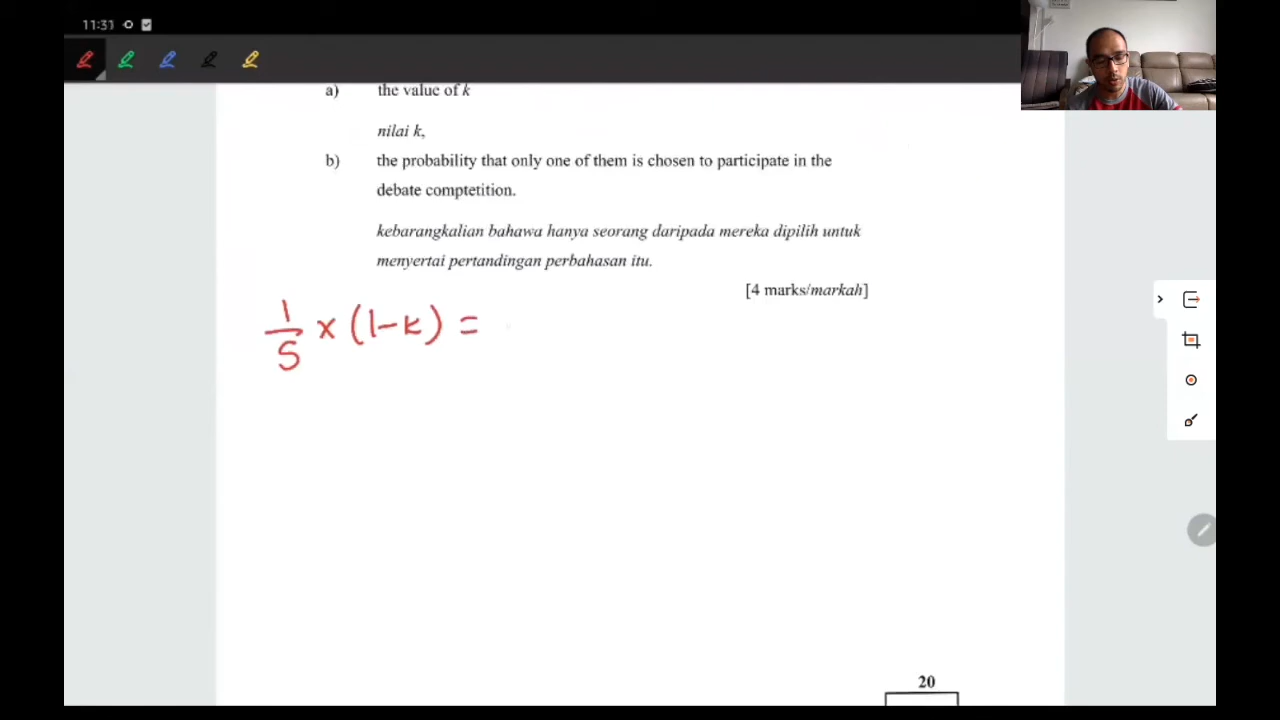 11:31
a) the value of k
nilai k,
b) the probability that only one of them is chosen to participate in the
debate comptetition.
kebarangkalian bahawa hanya seorang daripada mereka dipilih untuk
menyertai pertandingan perbahasan itu.
[4 marks/markah]
1/5 × (1-k) =
20